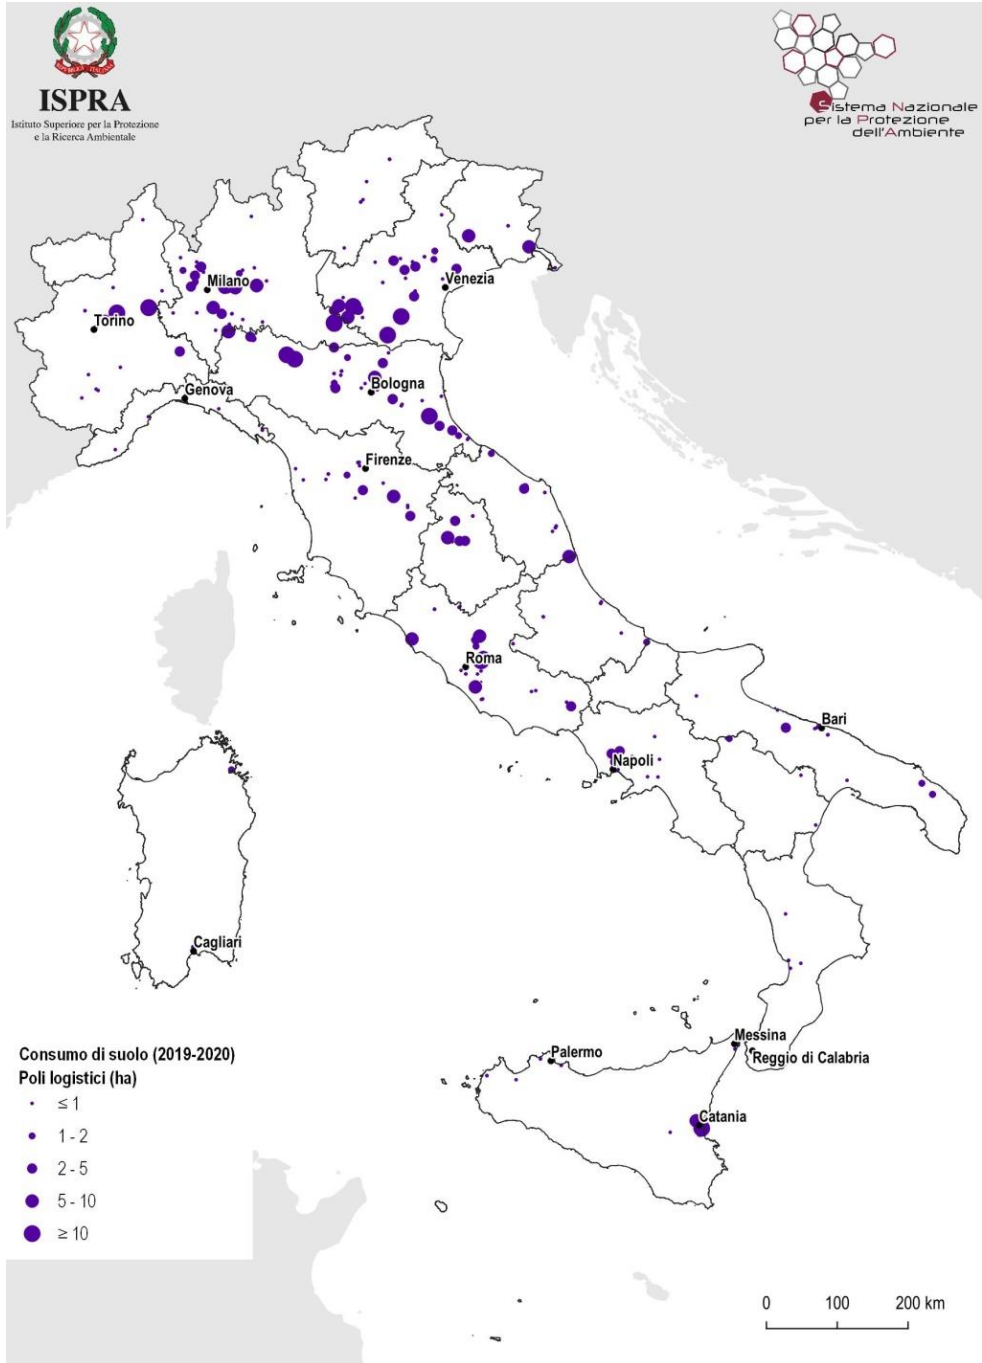 ISPRA
Istituto Superiore per la Protezione
e la Ricerca Ambientale
Sistema Nazionale
per la Protezione
dell'Ambiente
Milano
Venezia
Torino
Bologna
Genova
Firenze
Roma
Bari
Napoli
Cagliari
Messina
Palermo
Reggio di Calabria
Catania
Consumo di suolo (2019-2020)
Poli logistici (ha)
≤ 1
1 - 2
2 - 5
5 - 10
≥ 10
0 100 200 km